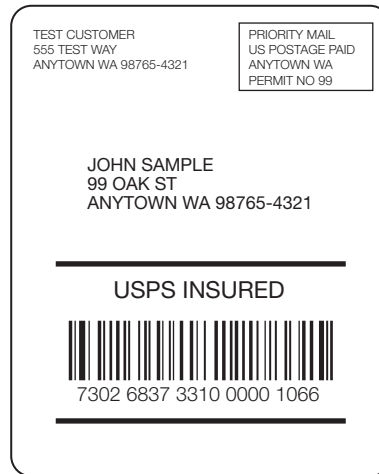 TEST CUSTOMER
555 TEST WAY
ANYTOWN WA 98765-4321
PRIORITY MAIL
US POSTAGE PAID
ANYTOWN WA
PERMIT NO 99
JOHN SAMPLE
99 OAK ST
ANYTOWN WA 98765-4321
USPS INSURED
7302 6837 3310 0000 1066